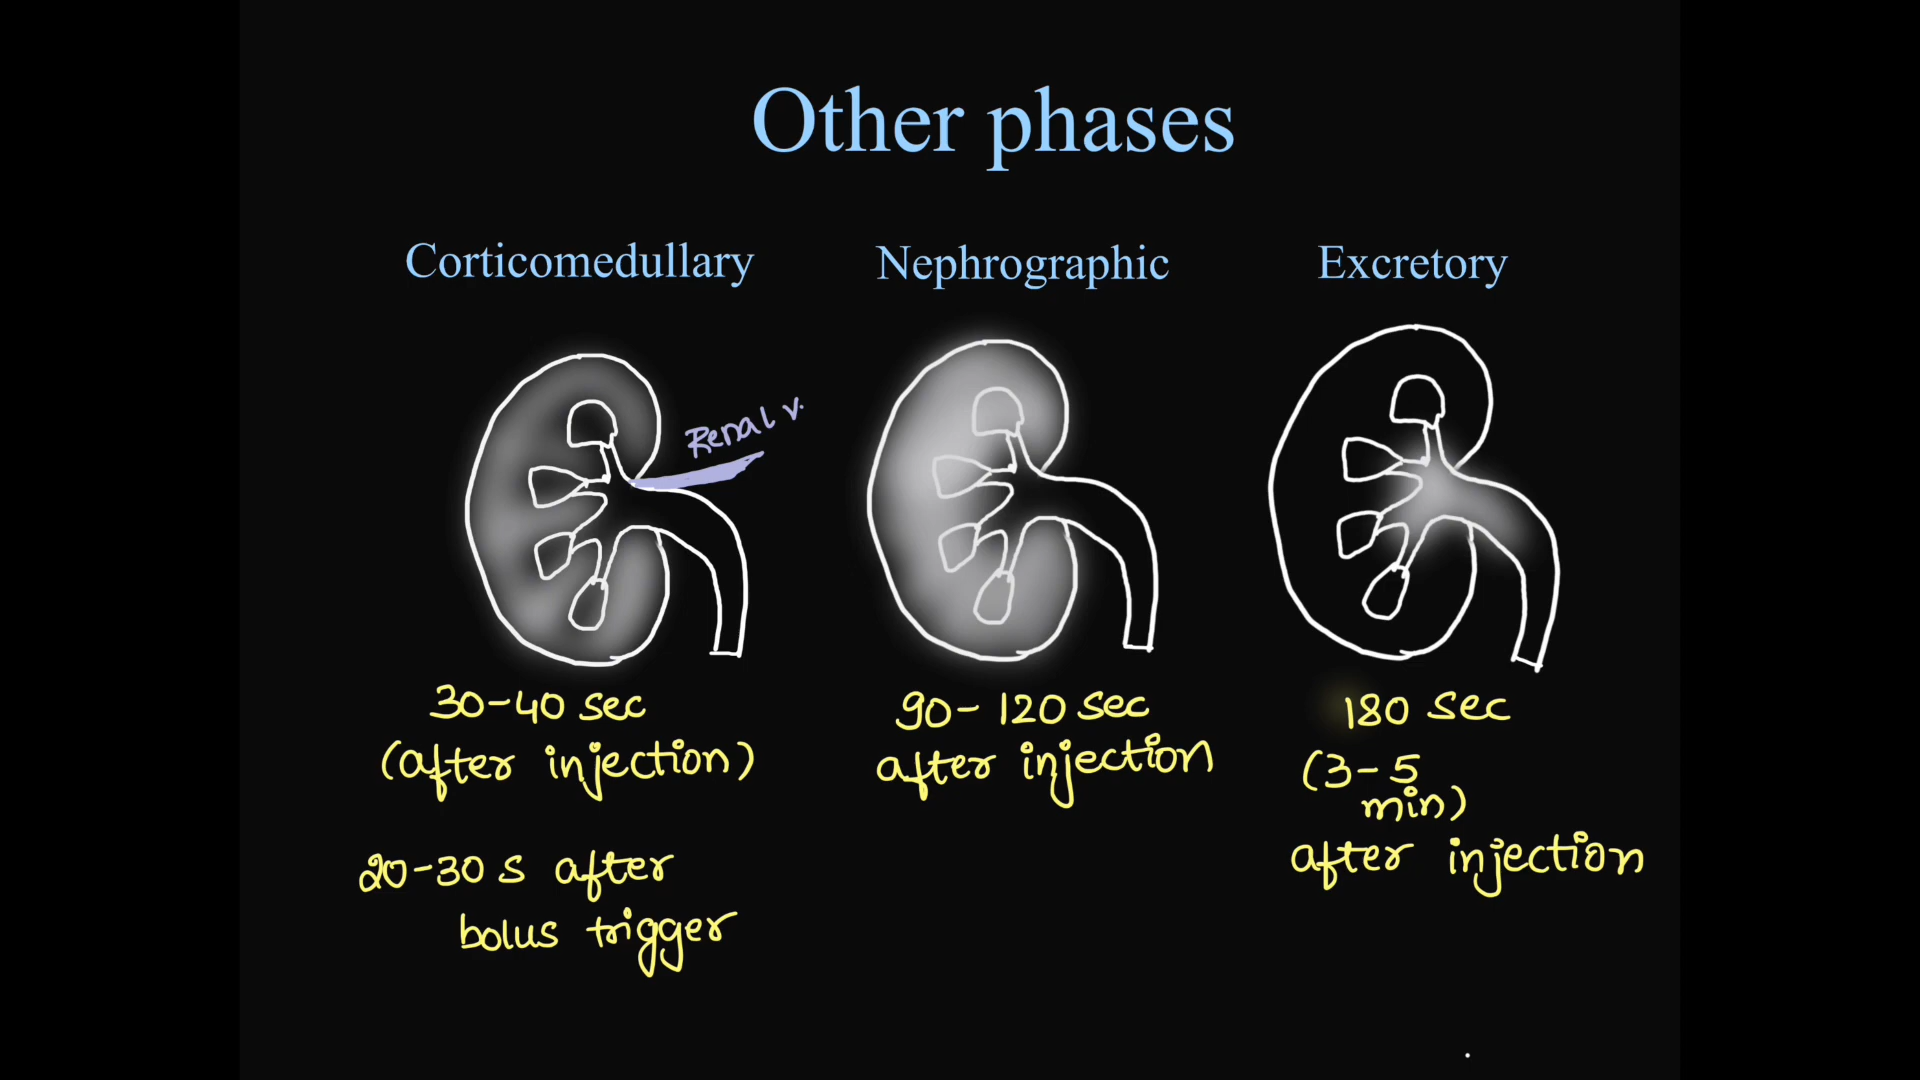 Other phases
Corticomedullary
Nephrographic
Excretory
Renal v.
30-40 sec
(after injection)
20-30 s after
bolus trigger
90-120 sec
after injection
180 sec
(3-5
min)
after injection